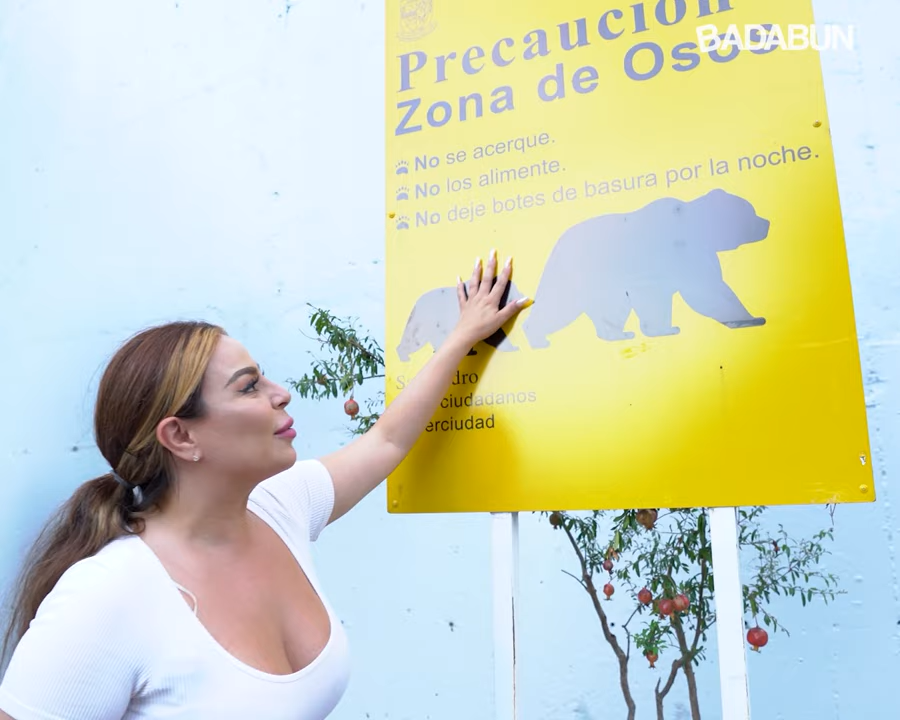 BADABUN
Precaución
Zona de Osos
No se acerque.
No los alimente.
No deje botes de basura por la noche.
ciudadanos
erciudad